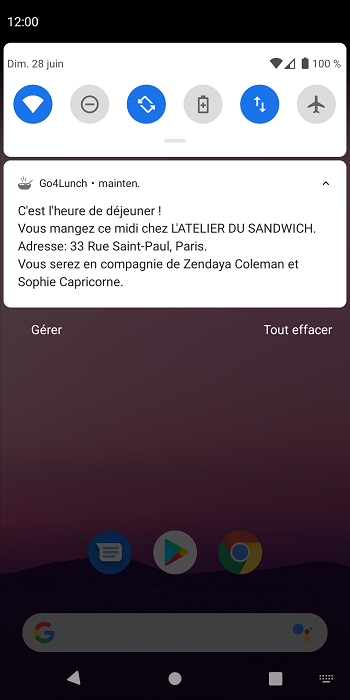 12:00
Dim. 28 juin 100 %
Go4Lunch • mainten.
C'est l'heure de déjeuner !
Vous mangez ce midi chez L'ATELIER DU SANDWICH.
Adresse: 33 Rue Saint-Paul, Paris.
Vous serez en compagnie de Zendaya Coleman et
Sophie Capricorne.
Gérer Tout effacer